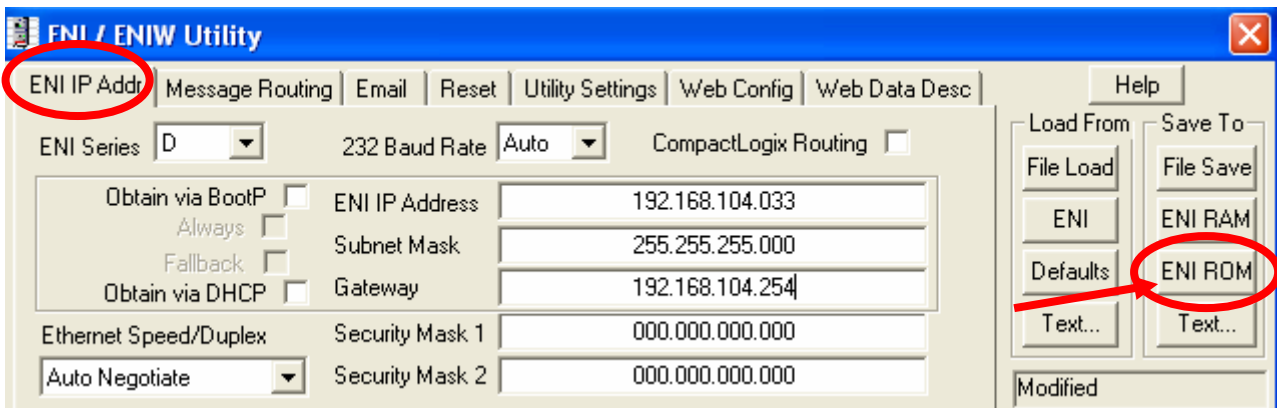 ENI / ENIW Utility
ENI IP Addr Message Routing Email Reset Utility Settings Web Config Web Data Desc Help
ENI Series D 232 Baud Rate Auto CompactLogix Routing Load From Save To
Obtain via BootP ENI IP Address 192.168.104.033 File Load File Save
Always ENI ENI RAM
Subnet Mask 255.255.255.000
Fallback Defaults ENI ROM
Obtain via DHCP Gateway 192.168.104.254
Ethernet Speed/Duplex Security Mask 1 000.000.000.000 Text... Text...
Auto Negotiate Security Mask 2 000.000.000.000 Modified